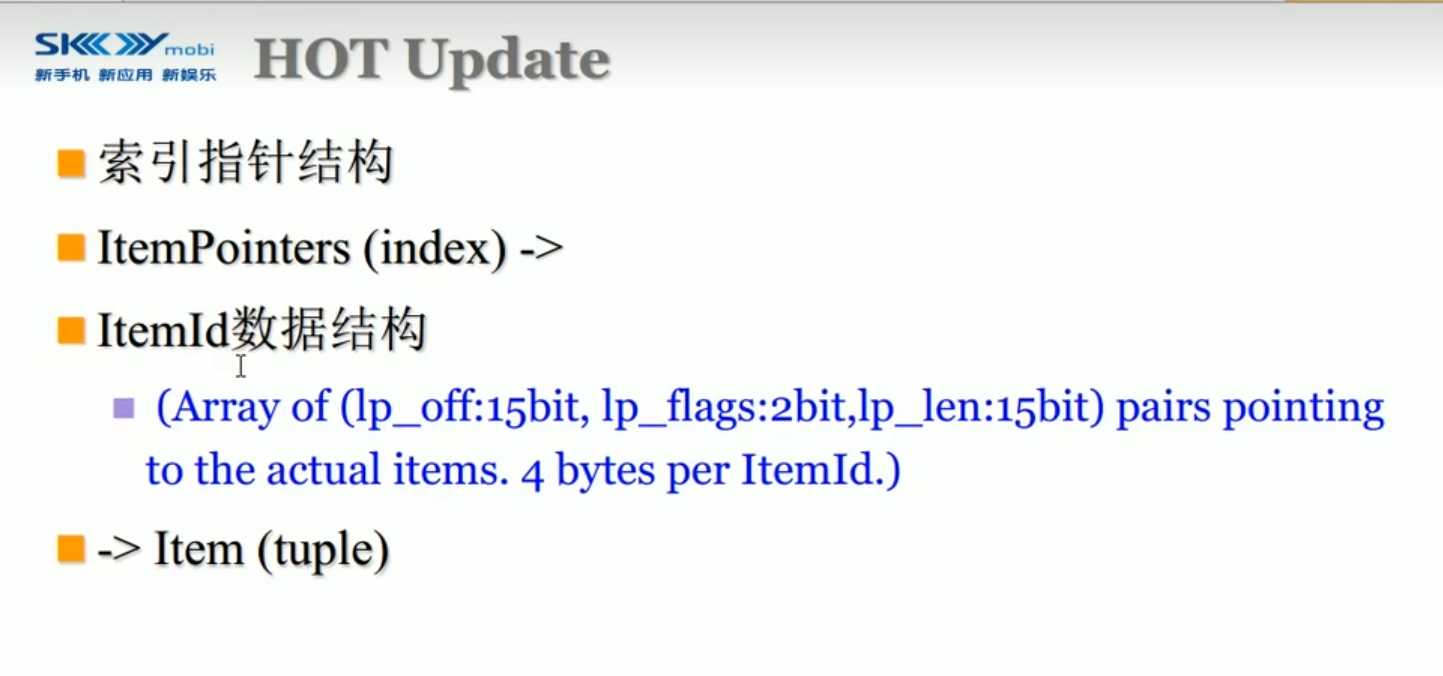 SKYmobi
新手机 新应用 新娱乐
HOT Update
索引指针结构
ItemPointers (index) ->
ItemId数据结构
(Array of (lp_off:15bit, lp_flags:2bit,lp_len:15bit) pairs pointing
to the actual items. 4 bytes per ItemId.)
-> Item (tuple)